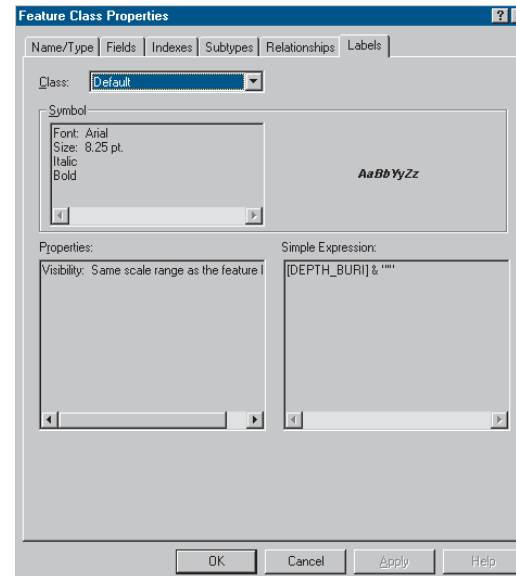 Feature Class Properties
?
Name/Type Fields Indexes Subtypes Relationships Labels
Class: Default
Symbol
Font: Arial
Size: 8.25 pt.
Italic
Bold
AaBbYyZz
Properties:
Visibility: Same scale range as the feature l
Simple Expression:
[DEPTH_BURI] & """"
OK Cancel Apply Help